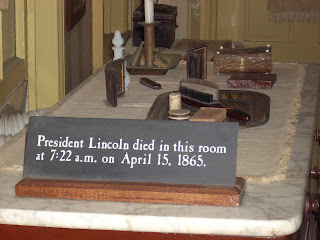 President Lincoln died in this room
at 7:22 a.m. on April 15, 1865.